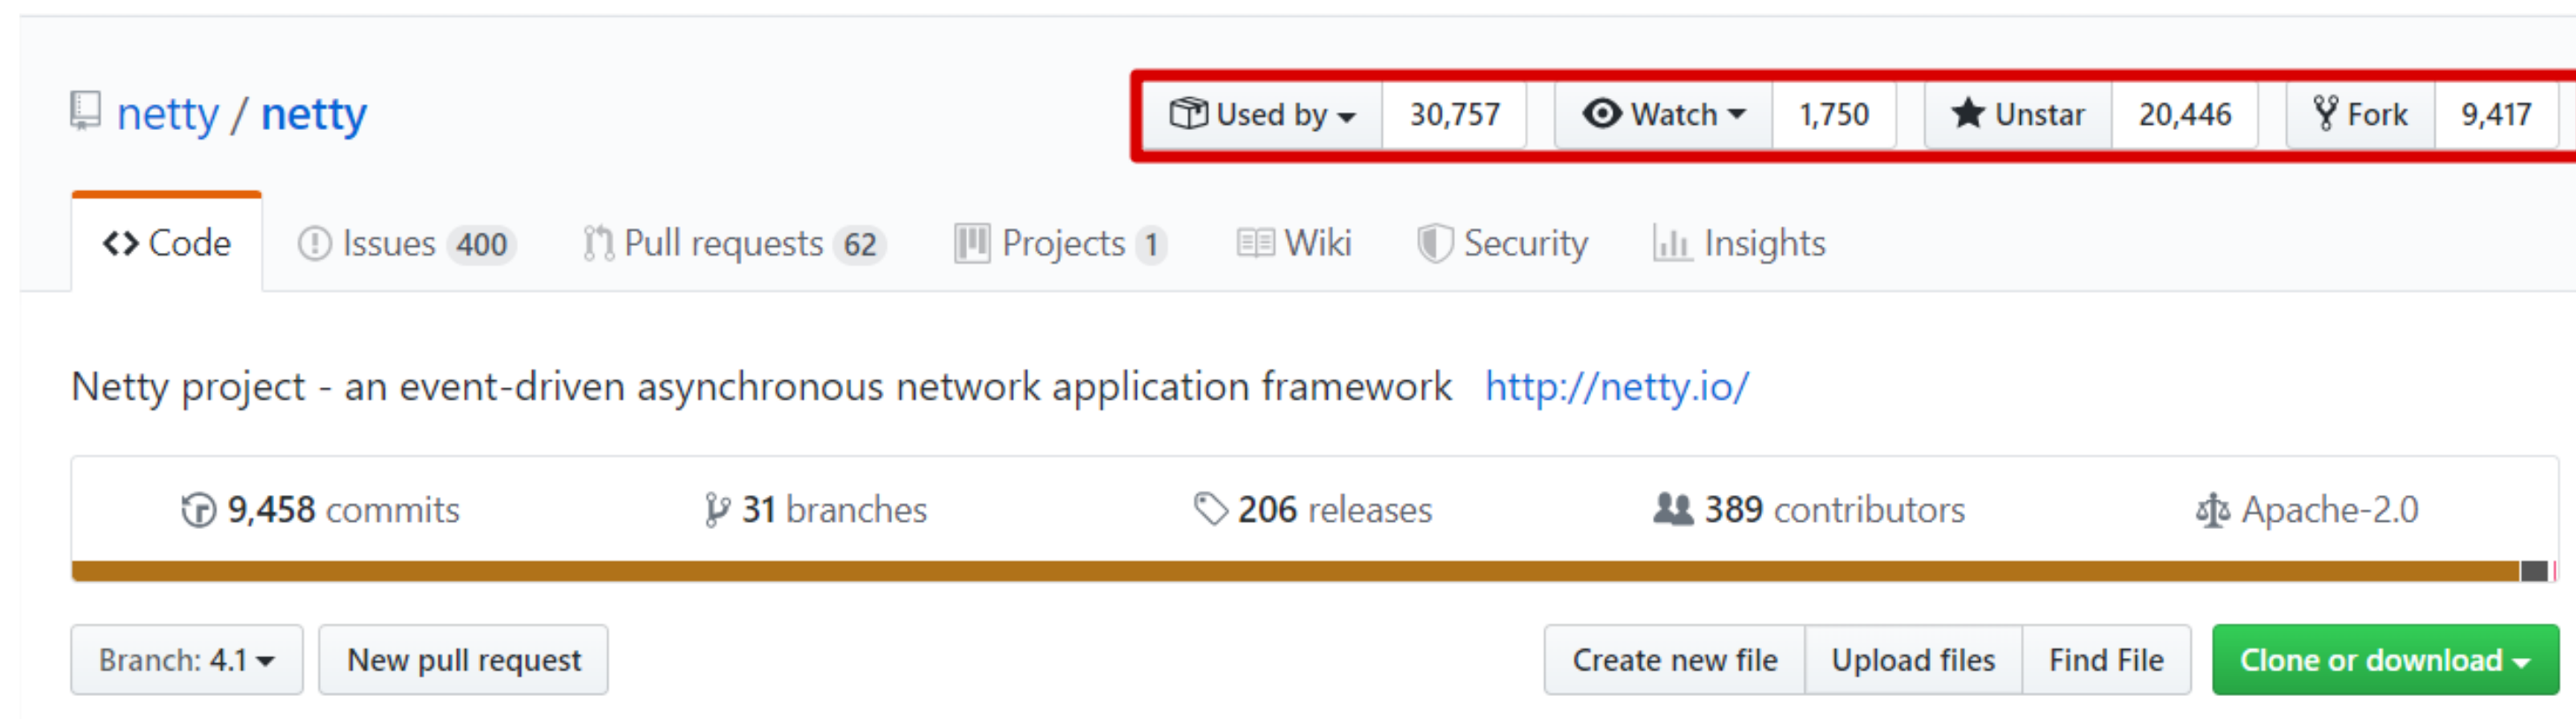 netty / netty Used by 30,757 Watch 1,750 Unstar 20,446 Fork 9,417
Code Issues 400 Pull requests 62 Projects 1 Wiki Security Insights
Netty project - an event-driven asynchronous network application framework http://netty.io/
9,458 commits 31 branches 206 releases 389 contributors Apache-2.0
Branch: 4.1 New pull request Create new file Upload files Find File Clone or download